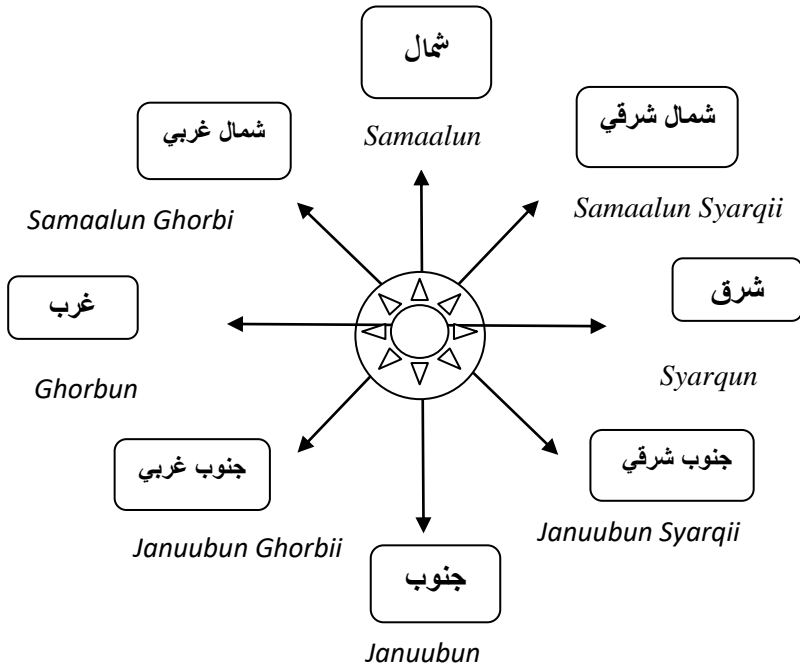 شمال
Samaalun
شمال شرقي
Samaalun Syarqii
شمال غربي
Samaalun Ghorbi
شرق
Syarqun
غرب
Ghorbun
جنوب شرقي
Januubun Syarqii
جنوب غربي
Januubun Ghorbii
جنوب
Januubun